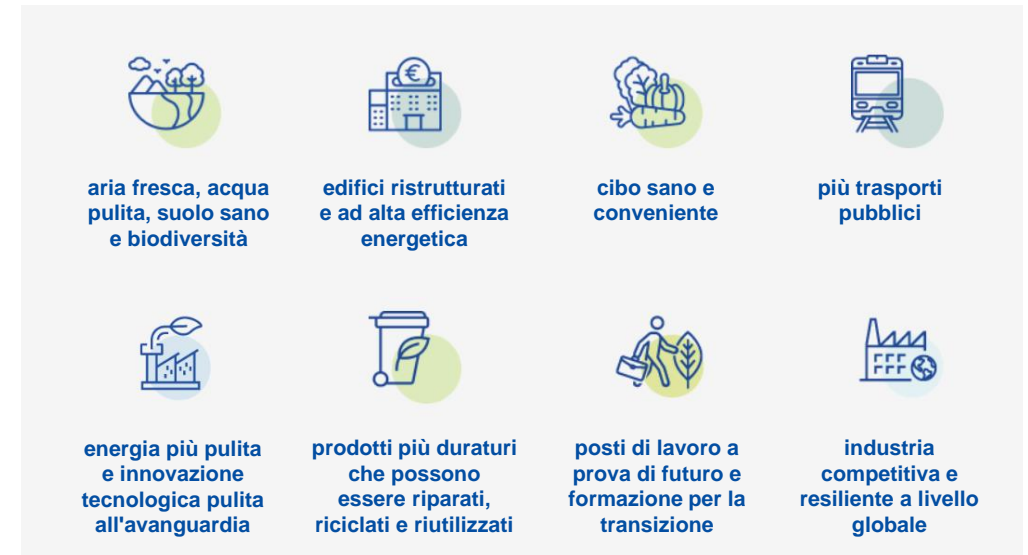 aria fresca, acqua
pulita, suolo sano
e biodiversità
edifici ristrutturati
e ad alta efficienza
energetica
cibo sano e
conveniente
più trasporti
pubblici
energia più pulita
e innovazione
tecnologica pulita
all'avanguardia
prodotti più duraturi
che possono
essere riparati,
riciclati e riutilizzati
posti di lavoro a
prova di futuro e
formazione per la
transizione
industria
competitiva e
resiliente a livello
globale